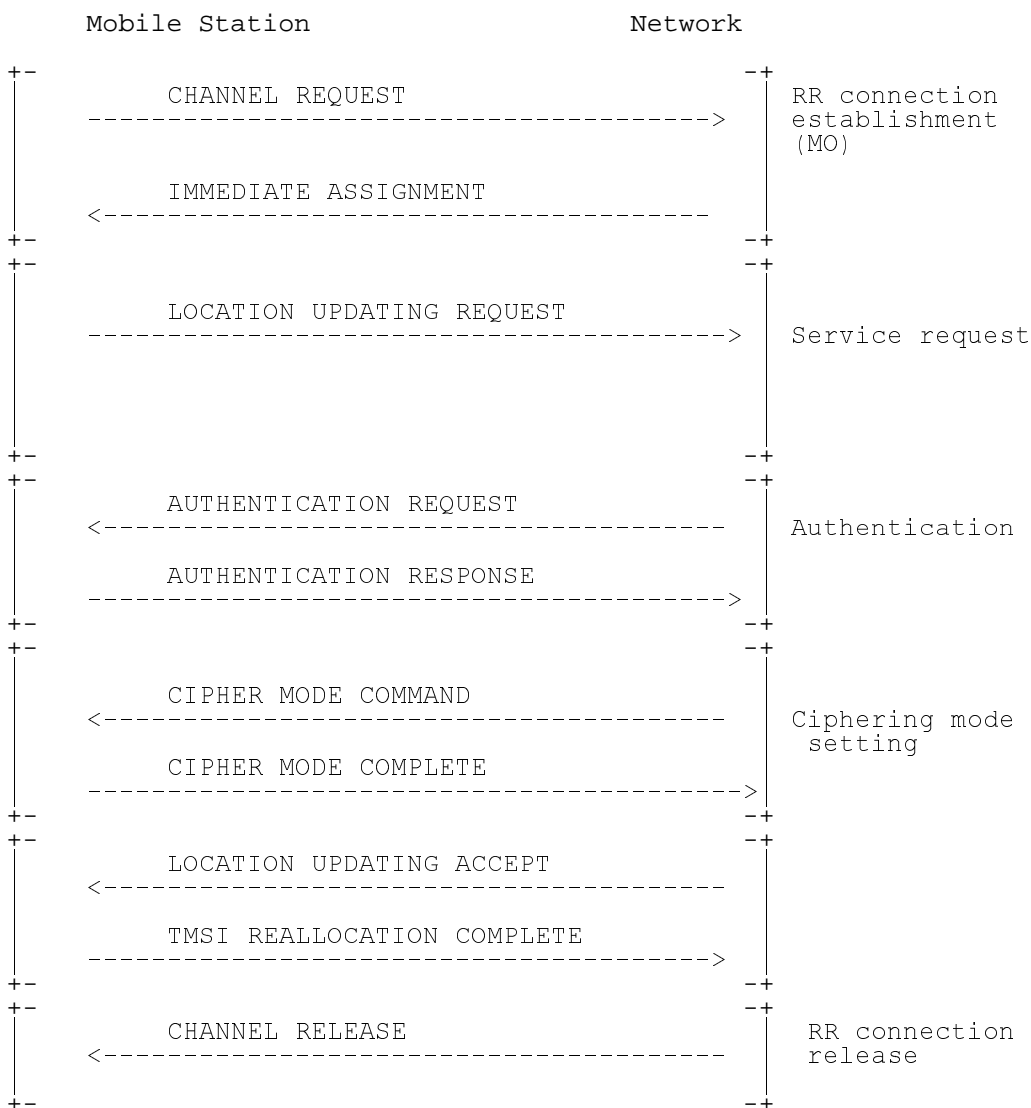 Mobile Station Network
CHANNEL REQUEST
RR connection
establishment
(MO)
IMMEDIATE ASSIGNMENT
LOCATION UPDATING REQUEST
Service request
AUTHENTICATION REQUEST
Authentication
AUTHENTICATION RESPONSE
CIPHER MODE COMMAND
Ciphering mode
setting
CIPHER MODE COMPLETE
LOCATION UPDATING ACCEPT
TMSI REALLOCATION COMPLETE
CHANNEL RELEASE
RR connection
release